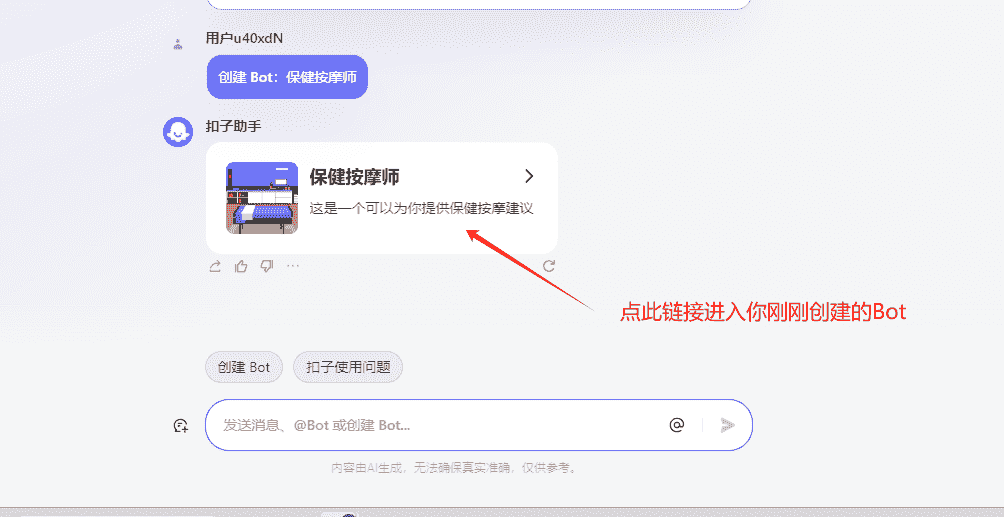 用户u40xdN
创建 Bot：保健按摩师
扣子助手
保健按摩师
这是一个可以为你提供保健按摩建议
点此链接进入你刚刚创建的Bot
创建 Bot
扣子使用问题
发送消息、@Bot 或创建 Bot...
内容由AI生成，无法确保真实准确，仅供参考。